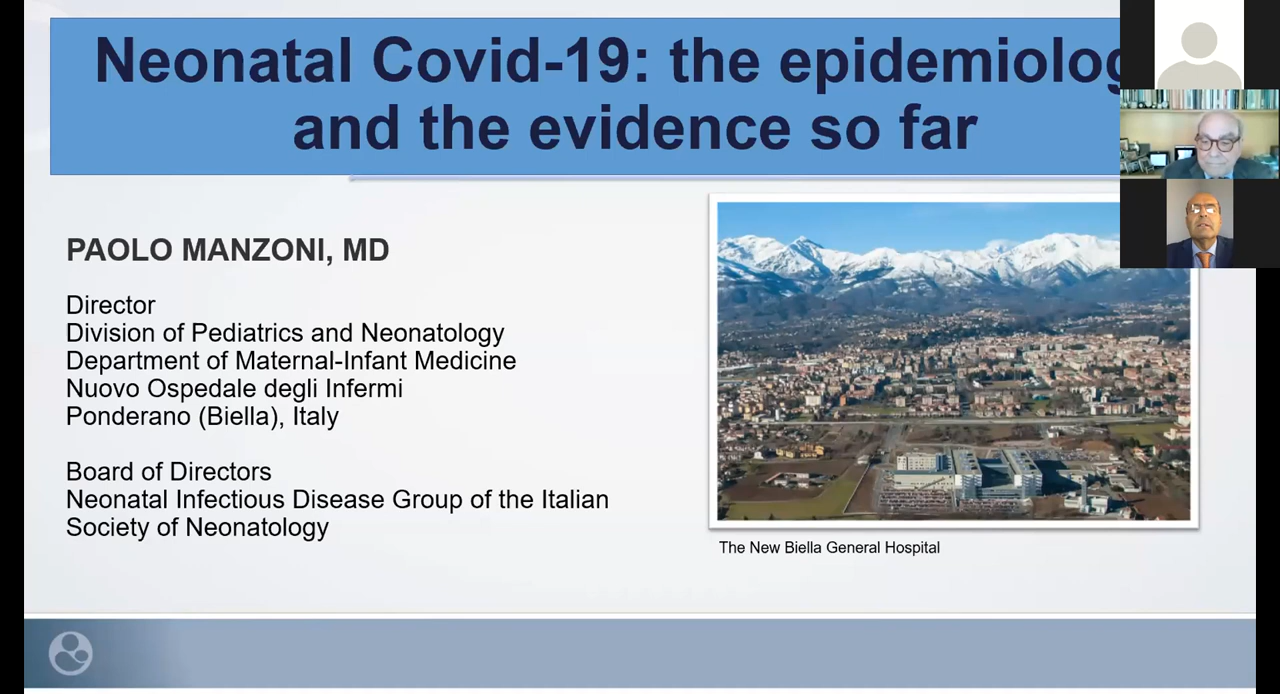 Neonatal Covid-19: the epidemiolog
and the evidence so far
PAOLO MANZONI, MD
Director
Division of Pediatrics and Neonatology
Department of Maternal-Infant Medicine
Nuovo Ospedale degli Infermi
Ponderano (Biella), Italy
Board of Directors
Neonatal Infectious Disease Group of the Italian
Society of Neonatology
The New Biella General Hospital